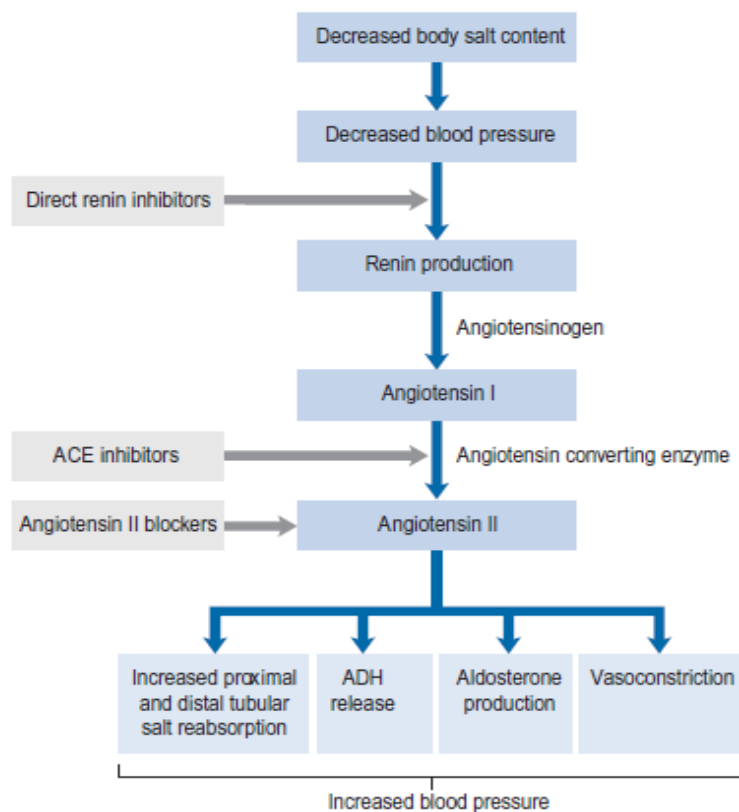 Decreased body salt content
Decreased blood pressure
Direct renin inhibitors
Renin production
Angiotensinogen
Angiotensin I
ACE inhibitors
Angiotensin converting enzyme
Angiotensin II blockers
Angiotensin II
Increased proximal
and distal tubular
salt reabsorption
ADH
release
Aldosterone
production
Vasoconstriction
Increased blood pressure